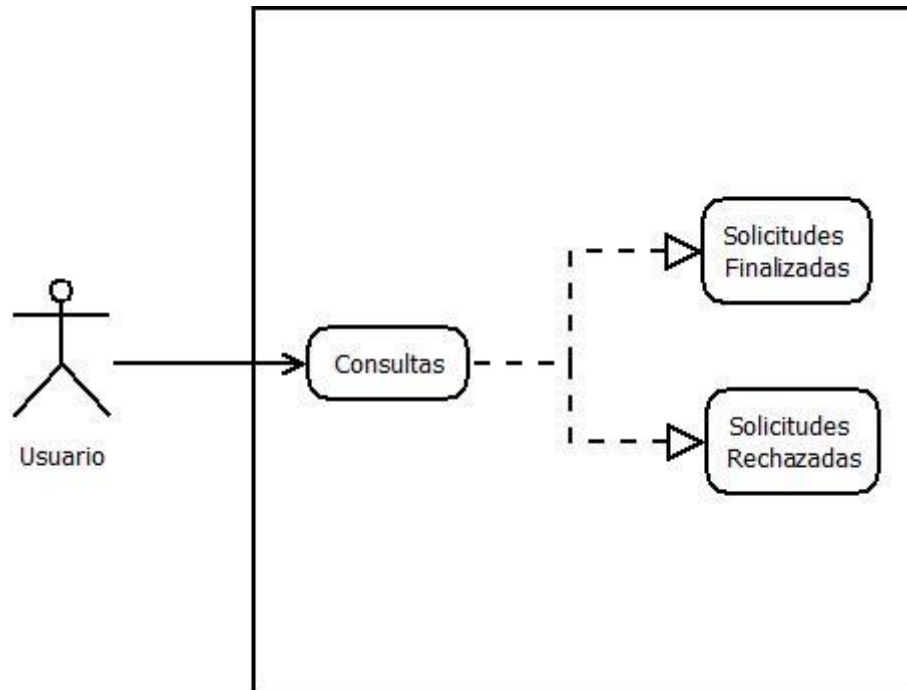 Usuario
Consultas
Solicitudes
Finalizadas
Solicitudes
Rechazadas